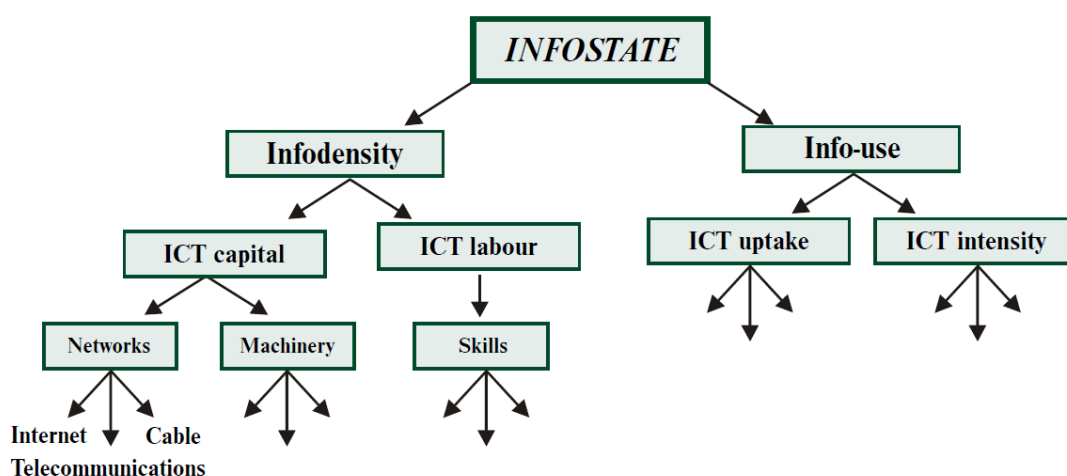 INFOSTATE
Infodensity
Info-use
ICT capital
ICT labour
ICT uptake
ICT intensity
Networks
Machinery
Skills
Internet
Cable
Telecommunications